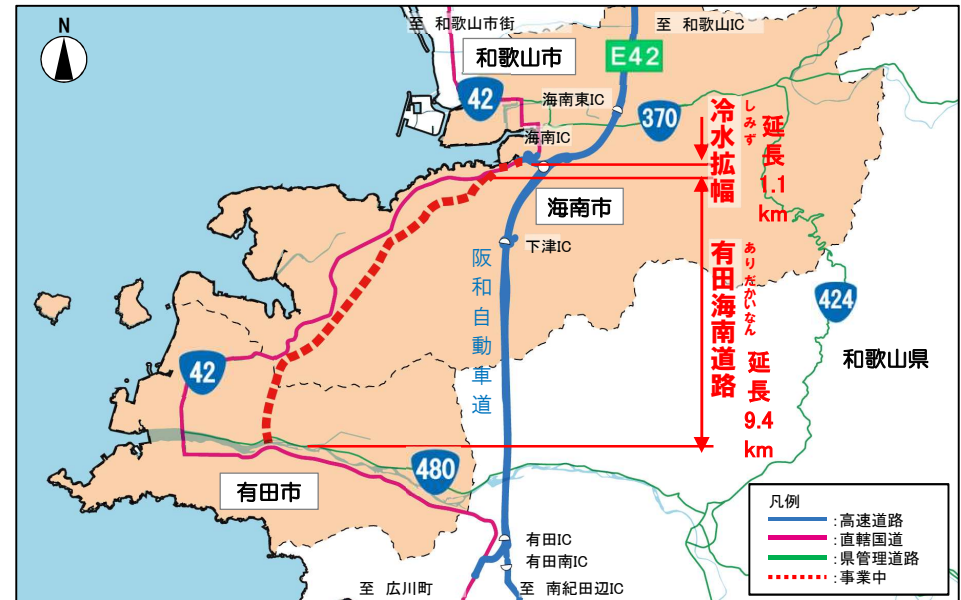 N
至 和歌山市街
至 和歌山IC
和歌山市
E42
42
海南東IC
370
海南IC
冷水拡幅
しみず
延長
1.1
km
海南市
下津IC
阪和自動車道
有田海南道路
ありだかいなん
延長
9.4
km
424
和歌山県
42
480
有田市
有田IC
有田南IC
至 広川町
至 南紀田辺IC
凡例
:高速道路
:直轄国道
:県管理道路
:事業中